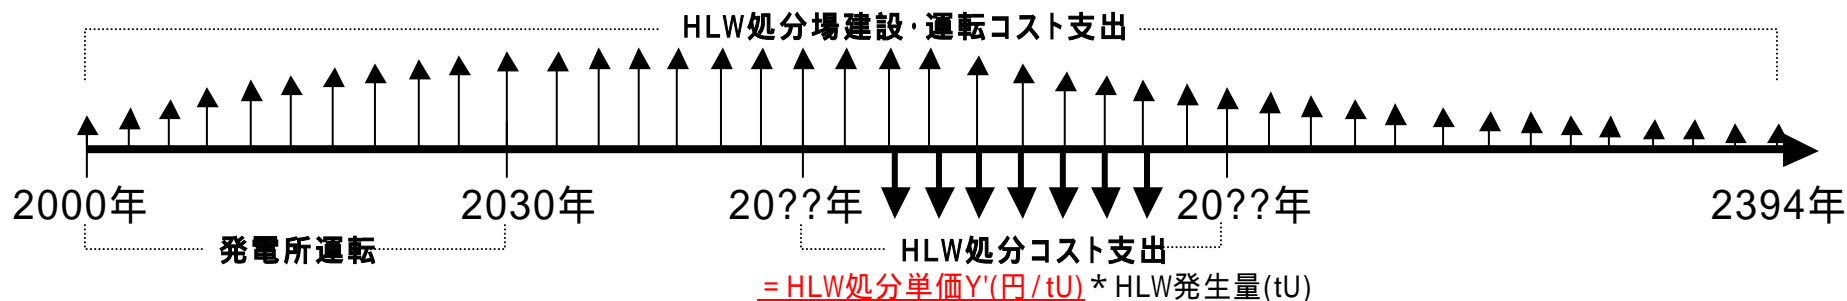 HLW処分場建設・運転コスト支出
2000年 2030年 20??年 20??年 2394年
発電所運転 HLW処分コスト支出
= HLW処分単価Y'(円/tU) * HLW発生量(tU)